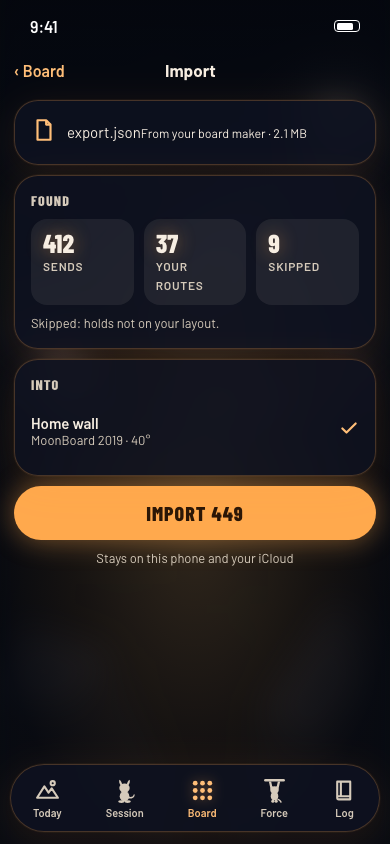 9:41
‹ Board
Import
export.jsonFrom your board maker · 2.1 MB
FOUND
412
SENDS
37
YOUR
ROUTES
9
SKIPPED
Skipped: holds not on your layout.
INTO
Home wall
MoonBoard 2019 · 40°
IMPORT 449
Stays on this phone and your iCloud
Today
Session
Board
Force
Log